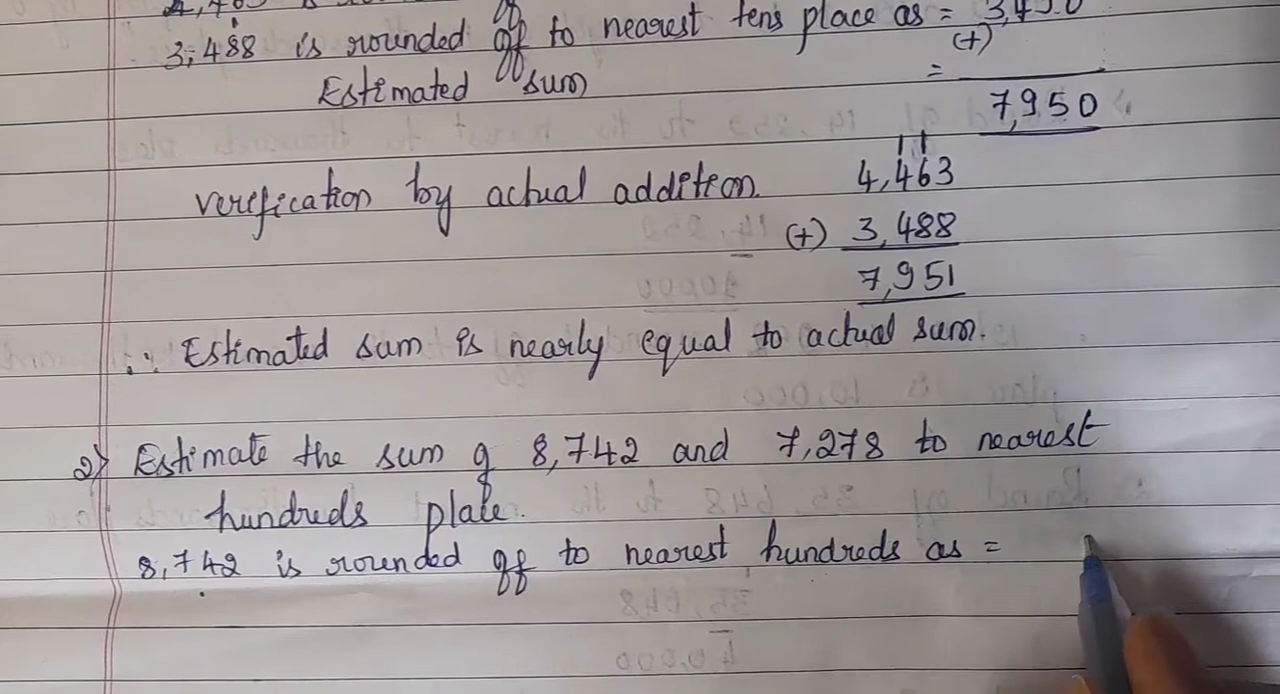 3,488 is rounded off to nearest tens place as = 3,490
(+)
Estimated sum =
7,950
verification by actual addition. 4,463
(+) 3,488
7,951
∴ Estimated sum is nearly equal to actual sum.
2) Estimate the sum of 8,742 and 7,278 to nearest
hundreds place.
8,742 is rounded off to nearest hundreds as =